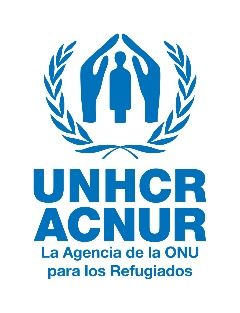 UNHCR
ACNUR
La Agencia de la ONU
para los Refugiados